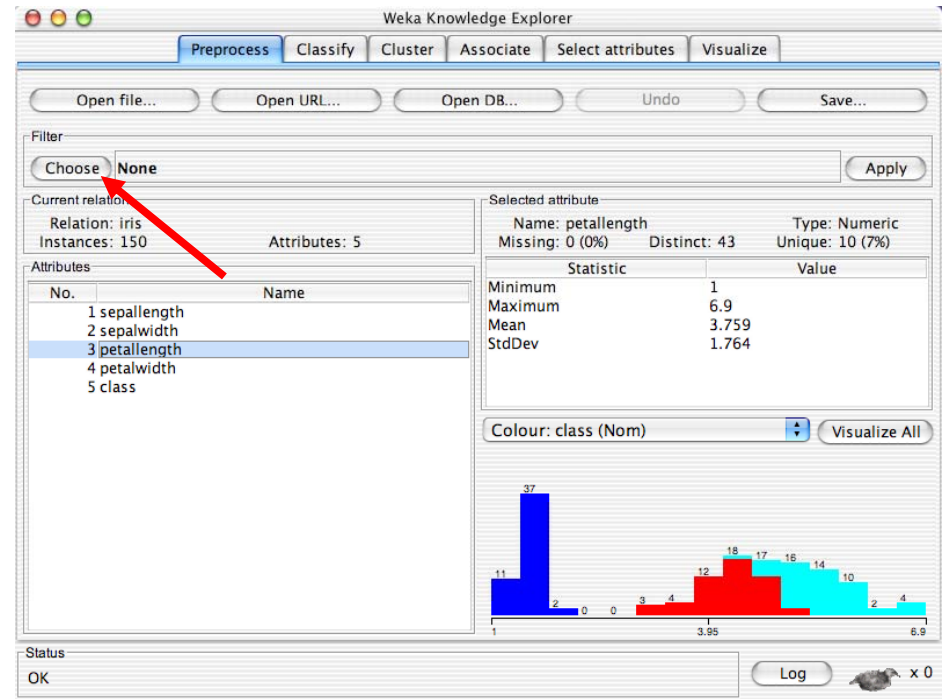 Weka Knowledge Explorer
Preprocess Classify Cluster Associate Select attributes Visualize
Open file... Open URL... Open DB... Undo Save...
Filter
Choose None Apply
Current relation
Relation: iris
Instances: 150 Attributes: 5
Attributes
No. Name
1 sepallength
2 sepalwidth
3 petallength
4 petalwidth
5 class
Selected attribute
Name: petallength Type: Numeric
Missing: 0 (0%) Distinct: 43 Unique: 10 (7%)
Statistic Value
Minimum 1
Maximum 6.9
Mean 3.759
StdDev 1.764
Colour: class (Nom) Visualize All
11 37 2 0 0 3 4 12 18 17 16 14 10 2 4
1 3.95 6.9
Status
OK Log x 0